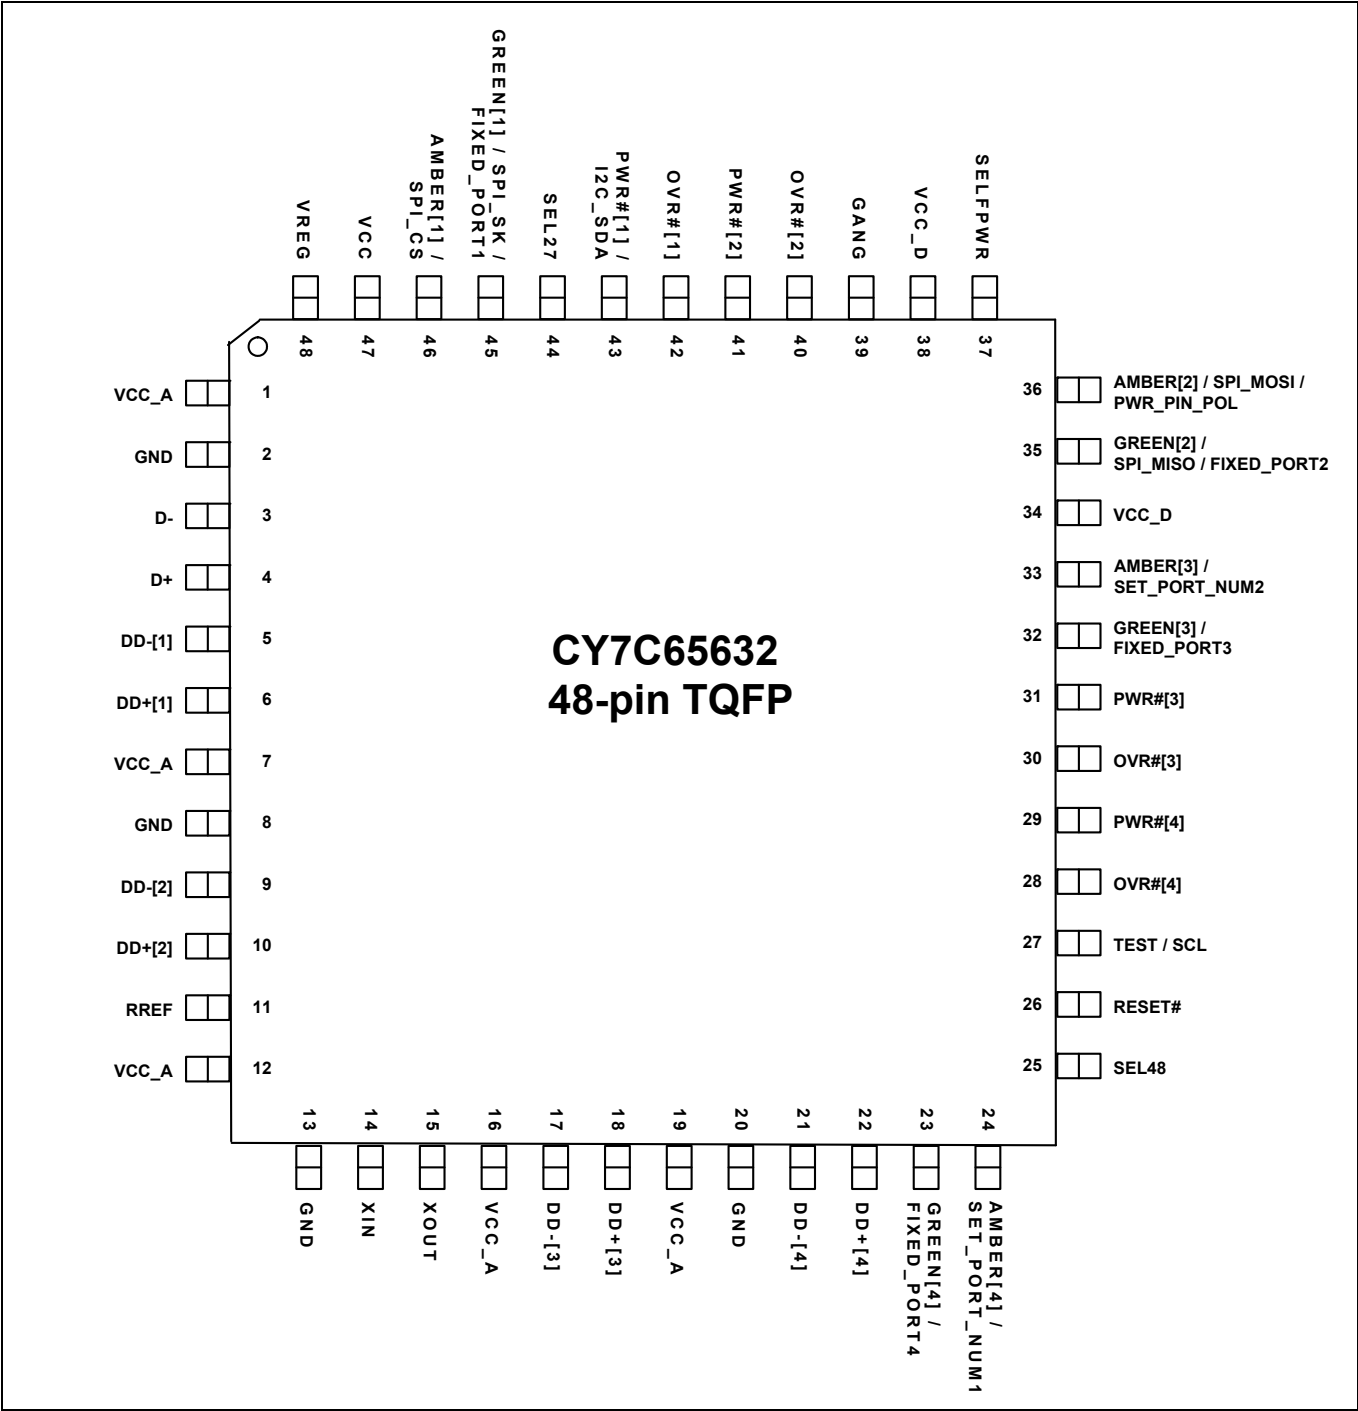 GREEN[1] / SPI_SK /
FIXED_PORT1
AMBER[1] /
SPI_CS
PWR#[1] /
I2C_SDA
VREG
VCC
SEL27
OVR#[1]
PWR#[2]
OVR#[2]
GANG
VCC_D
SELFPWR
48
47
46
45
44
43
42
41
40
39
38
37
VCC_A
1
GND
2
D-
3
D+
4
DD-[1]
5
DD+[1]
6
VCC_A
7
GND
8
DD-[2]
9
DD+[2]
10
RREF
11
VCC_A
12
CY7C65632
48-pin TQFP
36
AMBER[2] / SPI_MOSI /
PWR_PIN_POL
35
GREEN[2] /
SPI_MISO / FIXED_PORT2
34
VCC_D
33
AMBER[3] /
SET_PORT_NUM2
32
GREEN[3] /
FIXED_PORT3
31
PWR#[3]
30
OVR#[3]
29
PWR#[4]
28
OVR#[4]
27
TEST / SCL
26
RESET#
25
SEL48
13
14
15
16
17
18
19
20
21
22
23
24
GND
XIN
XOUT
VCC_A
DD-[3]
DD+[3]
VCC_A
GND
DD-[4]
DD+[4]
GREEN[4] /
FIXED_PORT4
AMBER[4] /
SET_PORT_NUM1